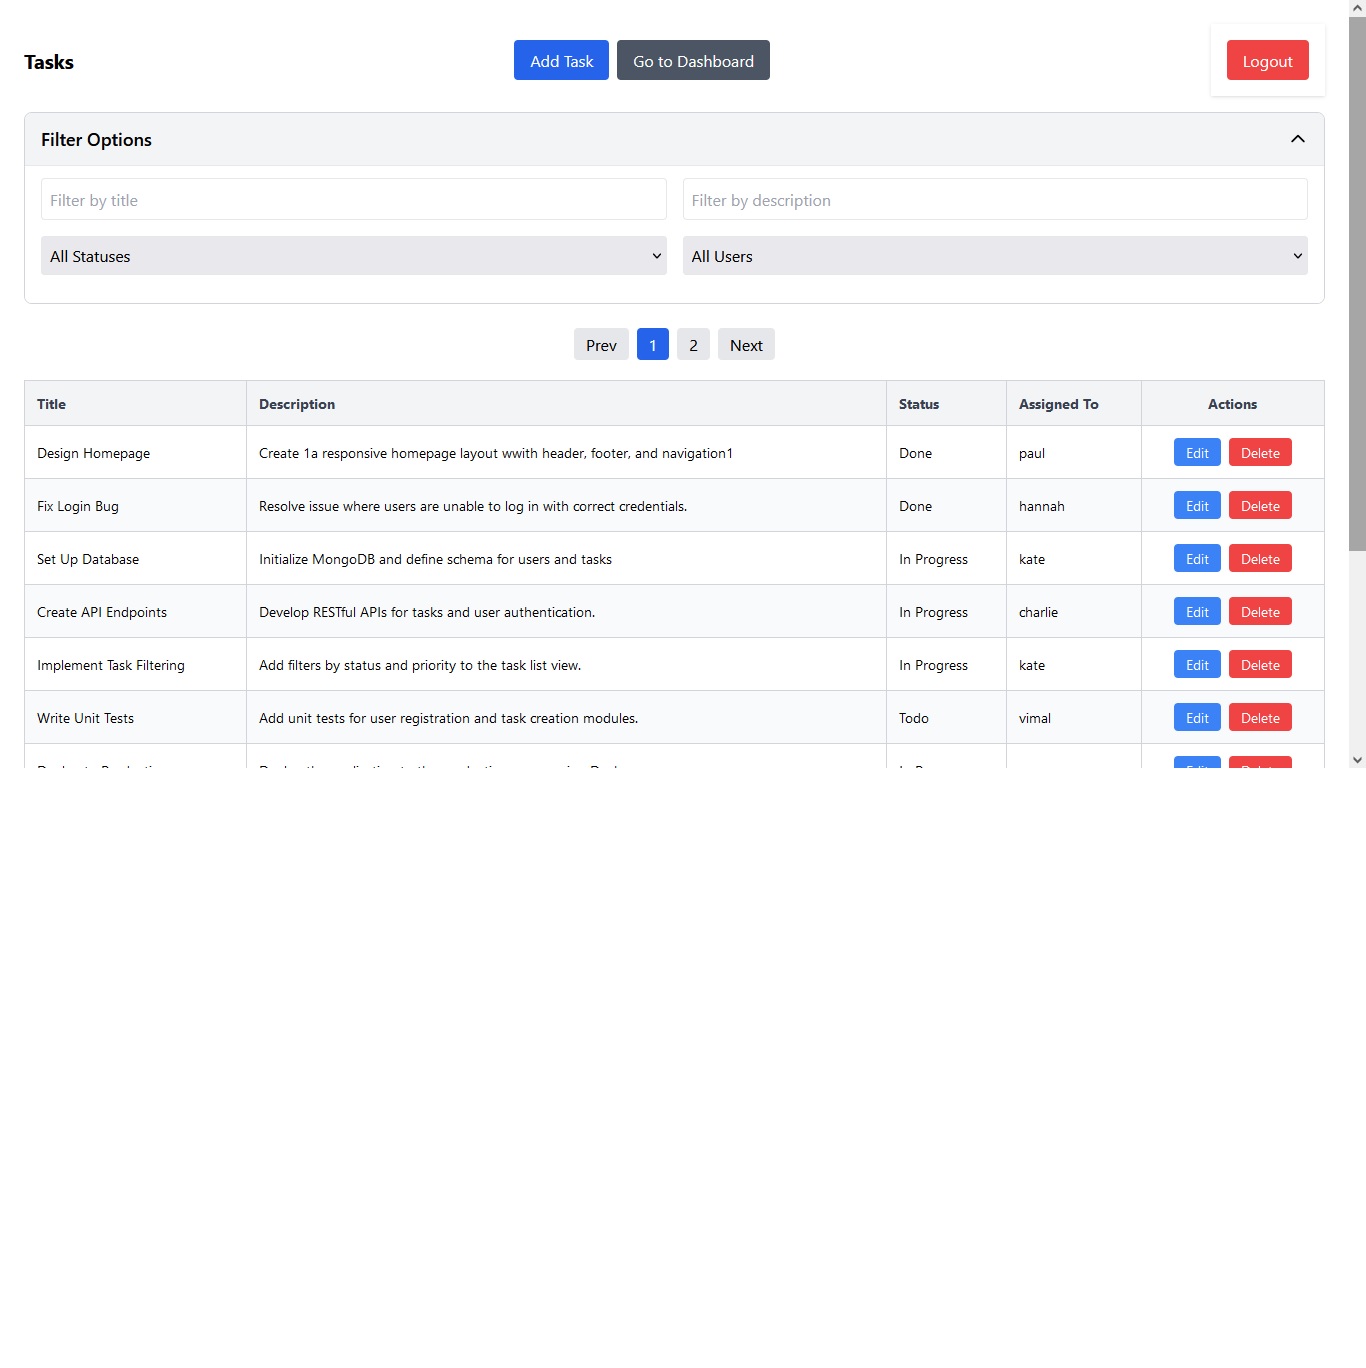 Tasks
Add Task
Go to Dashboard
Logout
Filter Options
Filter by title
Filter by description
All Statuses
All Users
Prev 1 2 Next
Title Description Status Assigned To Actions
Design Homepage Create 1a responsive homepage layout wwith header, footer, and navigation1 Done paul Edit Delete
Fix Login Bug Resolve issue where users are unable to log in with correct credentials. Done hannah Edit Delete
Set Up Database Initialize MongoDB and define schema for users and tasks In Progress kate Edit Delete
Create API Endpoints Develop RESTful APIs for tasks and user authentication. In Progress charlie Edit Delete
Implement Task Filtering Add filters by status and priority to the task list view. In Progress kate Edit Delete
Write Unit Tests Add unit tests for user registration and task creation modules. Todo vimal Edit Delete